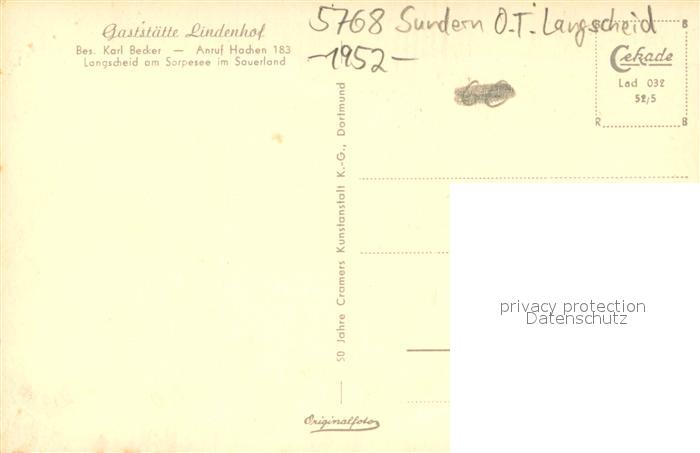 Gaststätte Lindenhof
Bes. Karl Becker — Anruf Hachen 183
Langscheid am Sorpesee im Sauerland
5768 Sundern O.T. Langscheid
-1952-
R B
Cekade
Lad 032
52/5
R B
50 Jahre Cramers Kunstanstalt K.-G., Dortmund
Originalfoto
privacy protection
Datenschutz